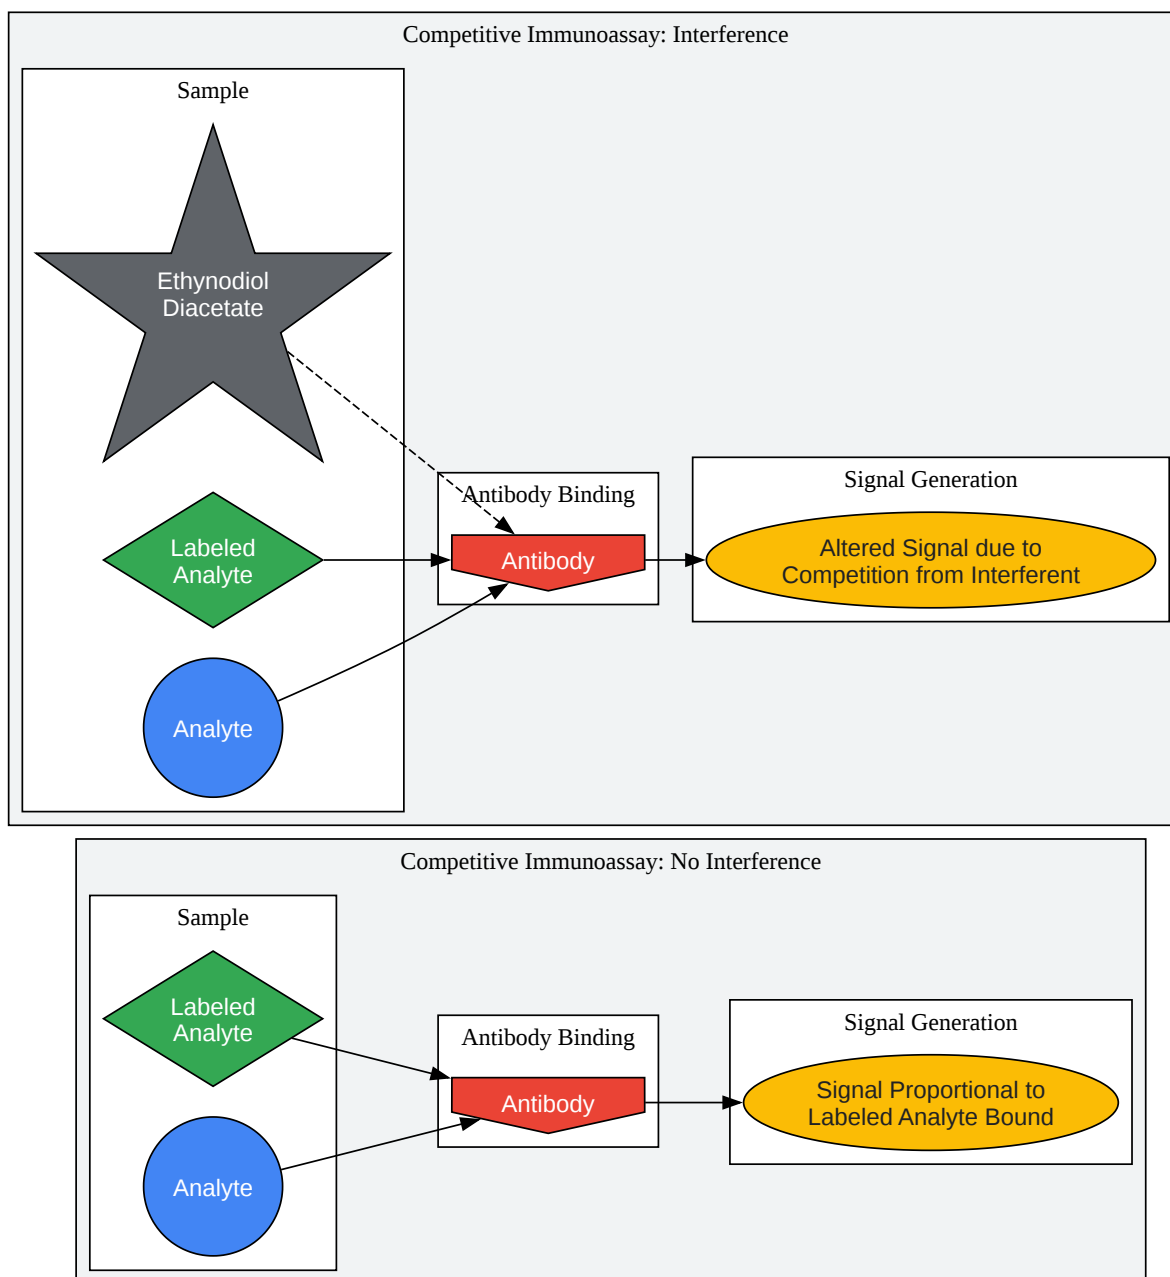 Competitive Immunoassay: Interference
Sample
Ethynodiol
Diacetate
Labeled
Analyte
Analyte
Antibody Binding
Antibody
Signal Generation
Altered Signal due to
Competition from Interferent
Competitive Immunoassay: No Interference
Sample
Labeled
Analyte
Analyte
Antibody Binding
Antibody
Signal Generation
Signal Proportional to
Labeled Analyte Bound